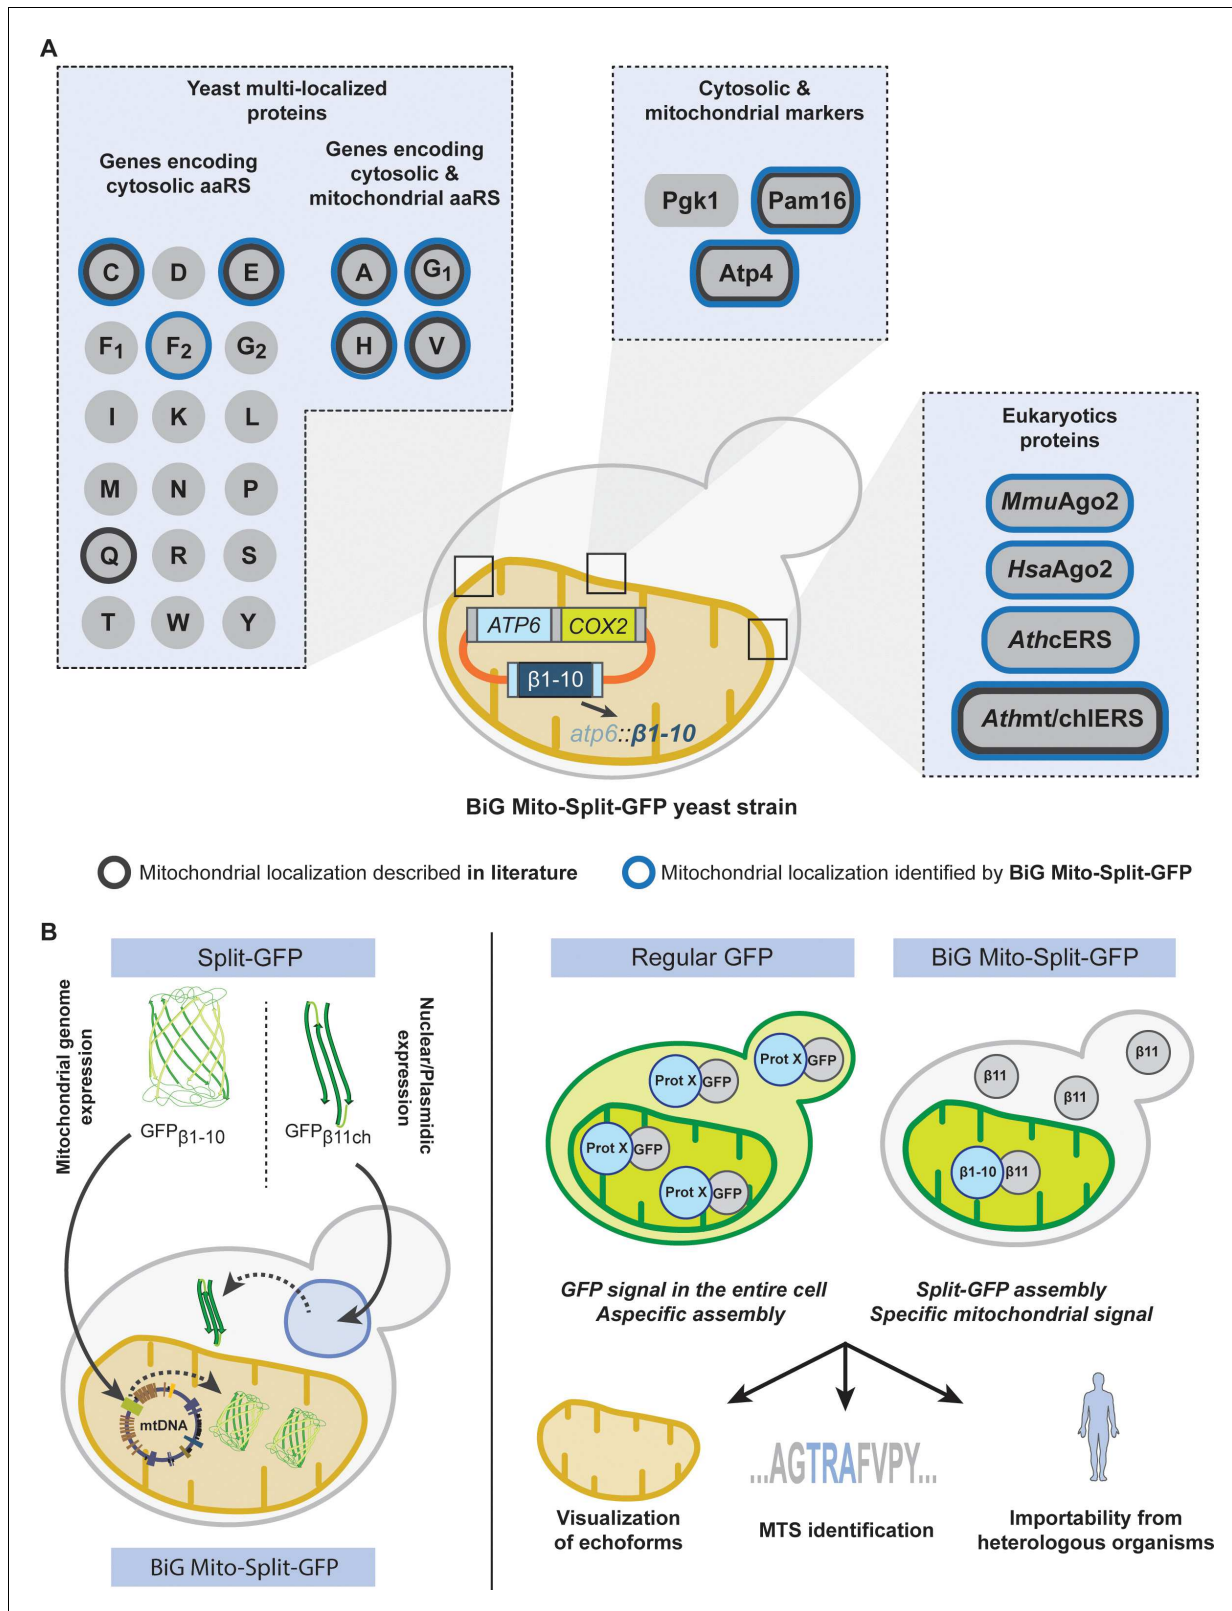 A
Yeast multi-localized
proteins
Genes encoding
cytosolic aaRS
Genes encoding
cytosolic &
mitochondrial aaRS
C D E
F1 F2 G2
I K L
M N P
Q R S
T W Y
A G1
H V
Cytosolic &
mitochondrial markers
Pgk1 Pam16
Atp4
Eukaryotics
proteins
MmuAgo2
HsaAgo2
AthcERS
Athmt/chlERS
ATP6 COX2
β1-10
atp6::β1-10
BiG Mito-Split-GFP yeast strain
Mitochondrial localization described in literature
Mitochondrial localization identified by BiG Mito-Split-GFP
B
Split-GFP
Mitochondrial genome
expression
GFPβ1-10
GFPβ11ch
Nuclear/Plasmidic
expression
mtDNA
BiG Mito-Split-GFP
Regular GFP
Prot X GFP
Prot X GFP
Prot X GFP
Prot X GFP
GFP signal in the entire cell
Aspecific assembly
BiG Mito-Split-GFP
β11
β11
β11
β1-10 β11
Split-GFP assembly
Specific mitochondrial signal
Visualization
of echoforms
...AGTRAFVPY...
MTS identification
Importability from
heterologous organisms